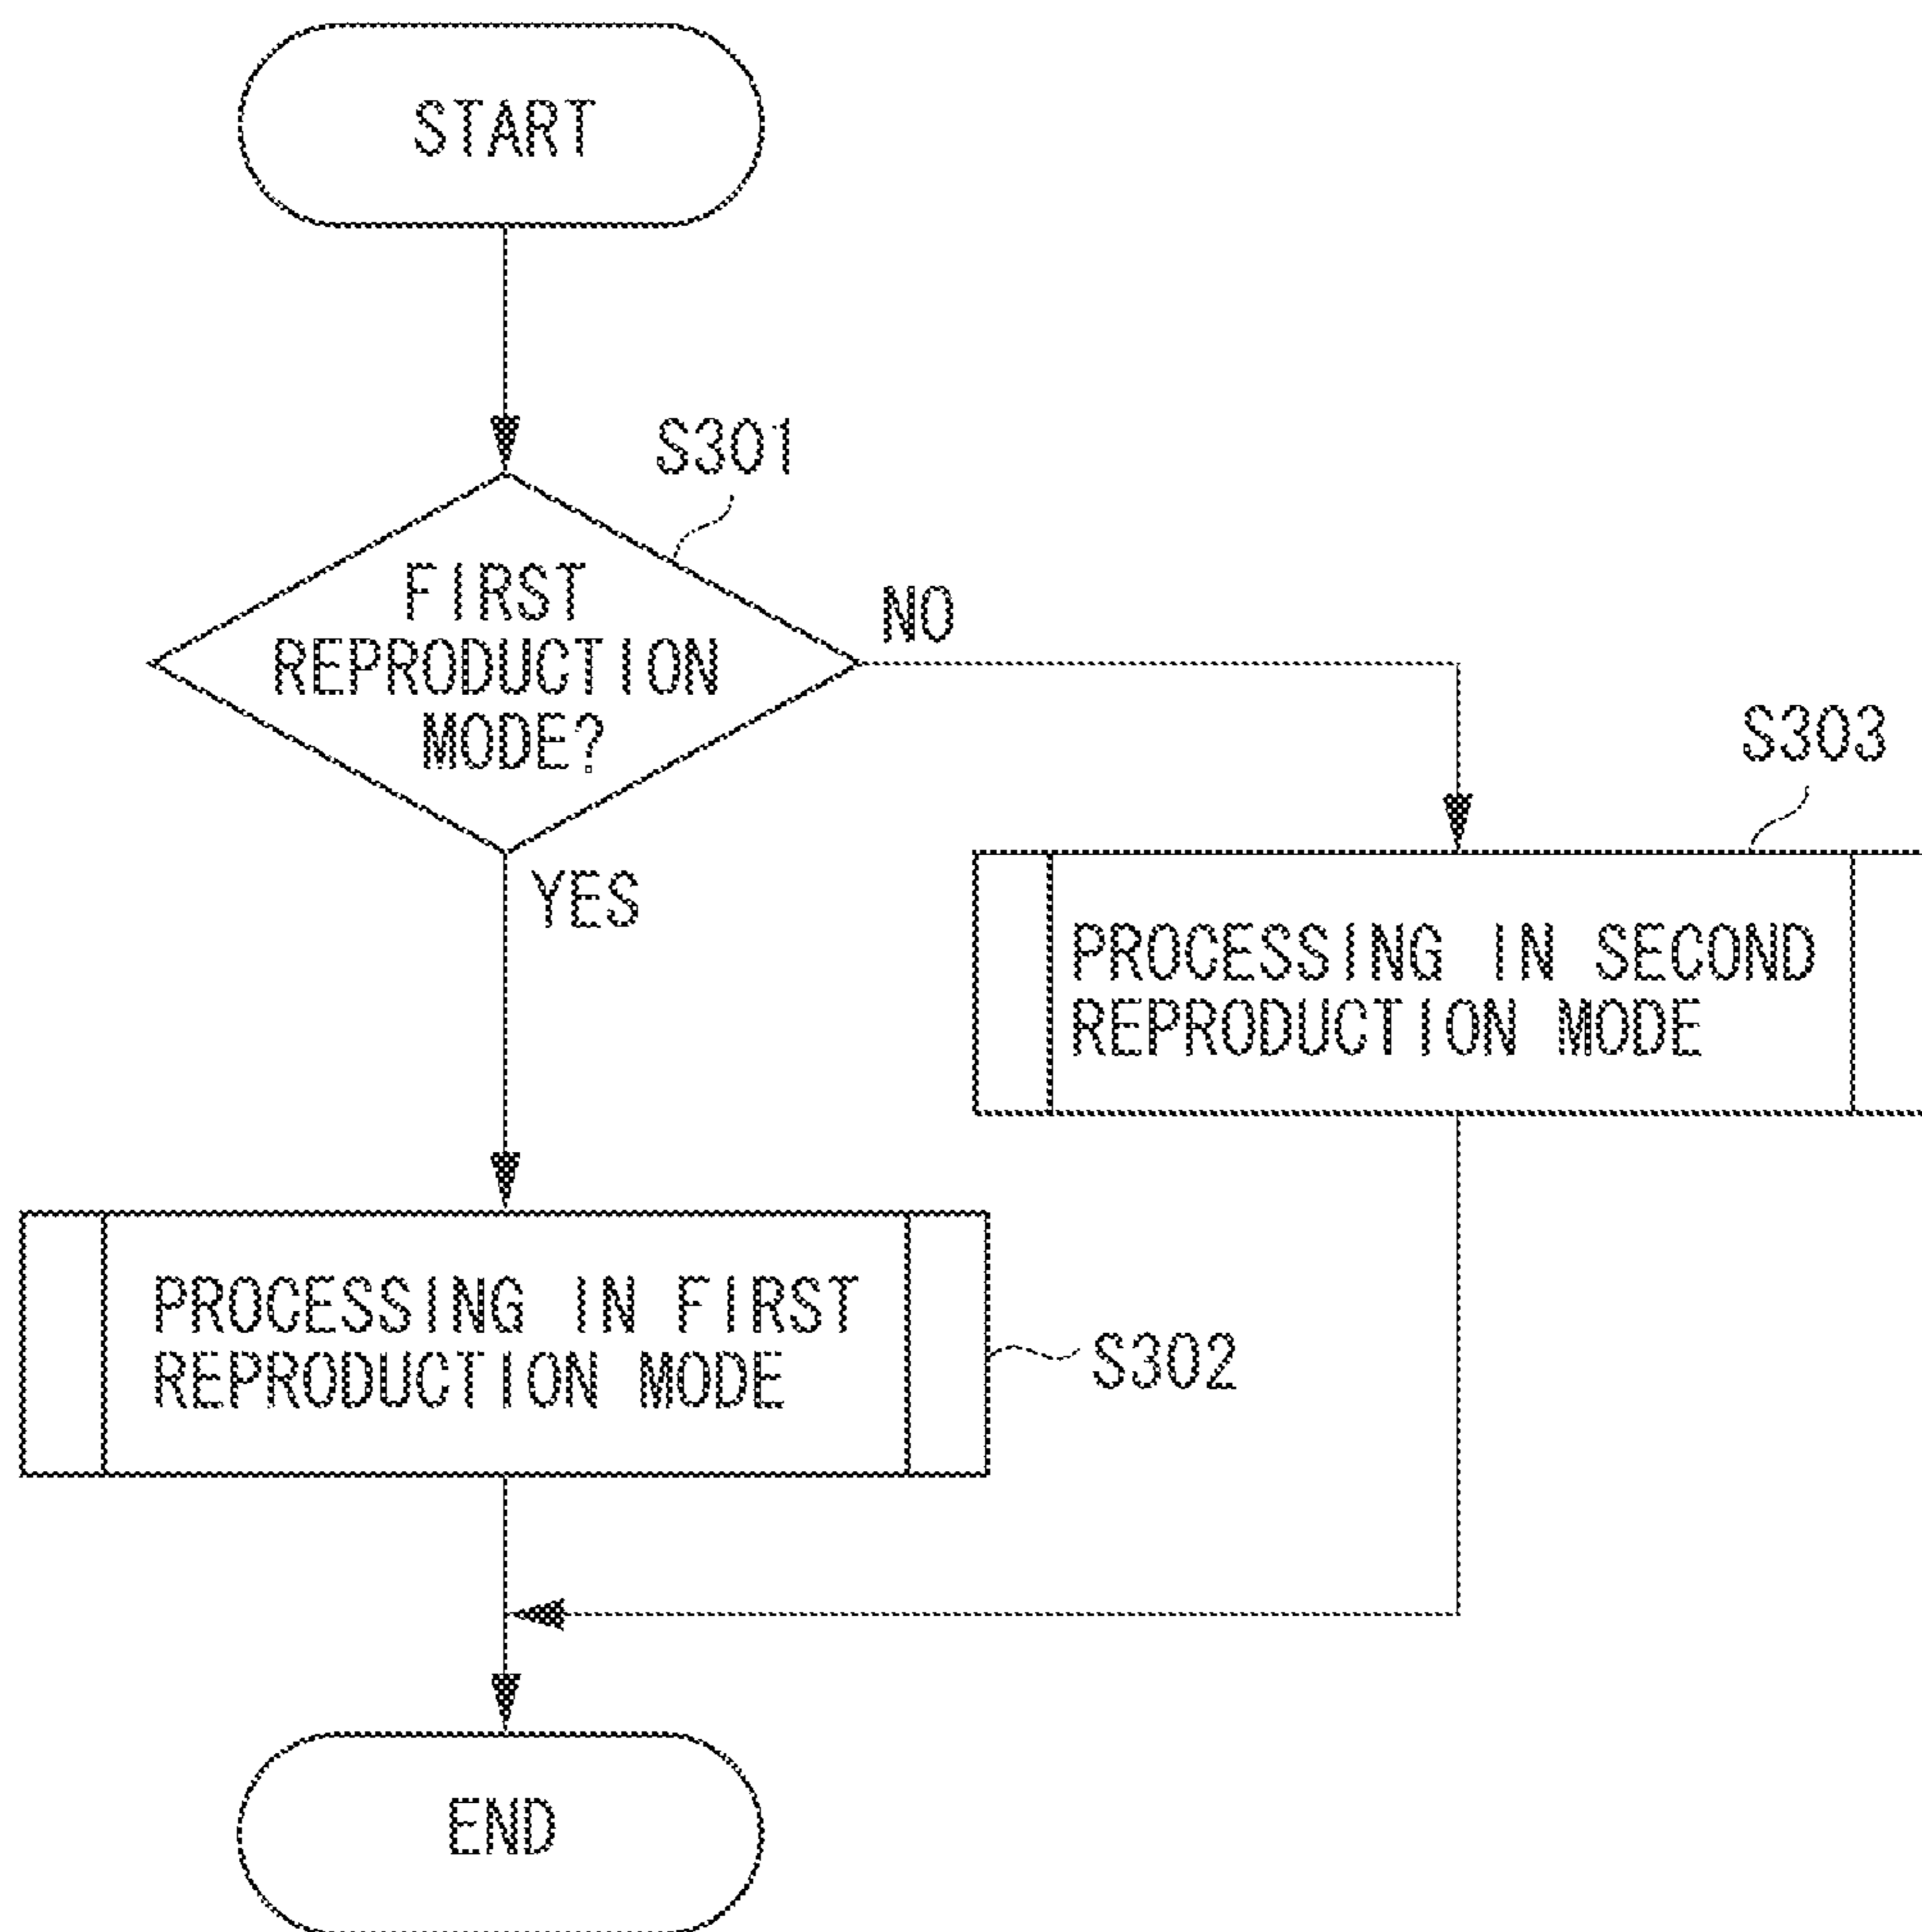 START
S301
FIRST
REPRODUCTION
MODE?
NO
YES
S303
PROCESSING IN SECOND
REPRODUCTION MODE
PROCESSING IN FIRST
REPRODUCTION MODE
S302
END